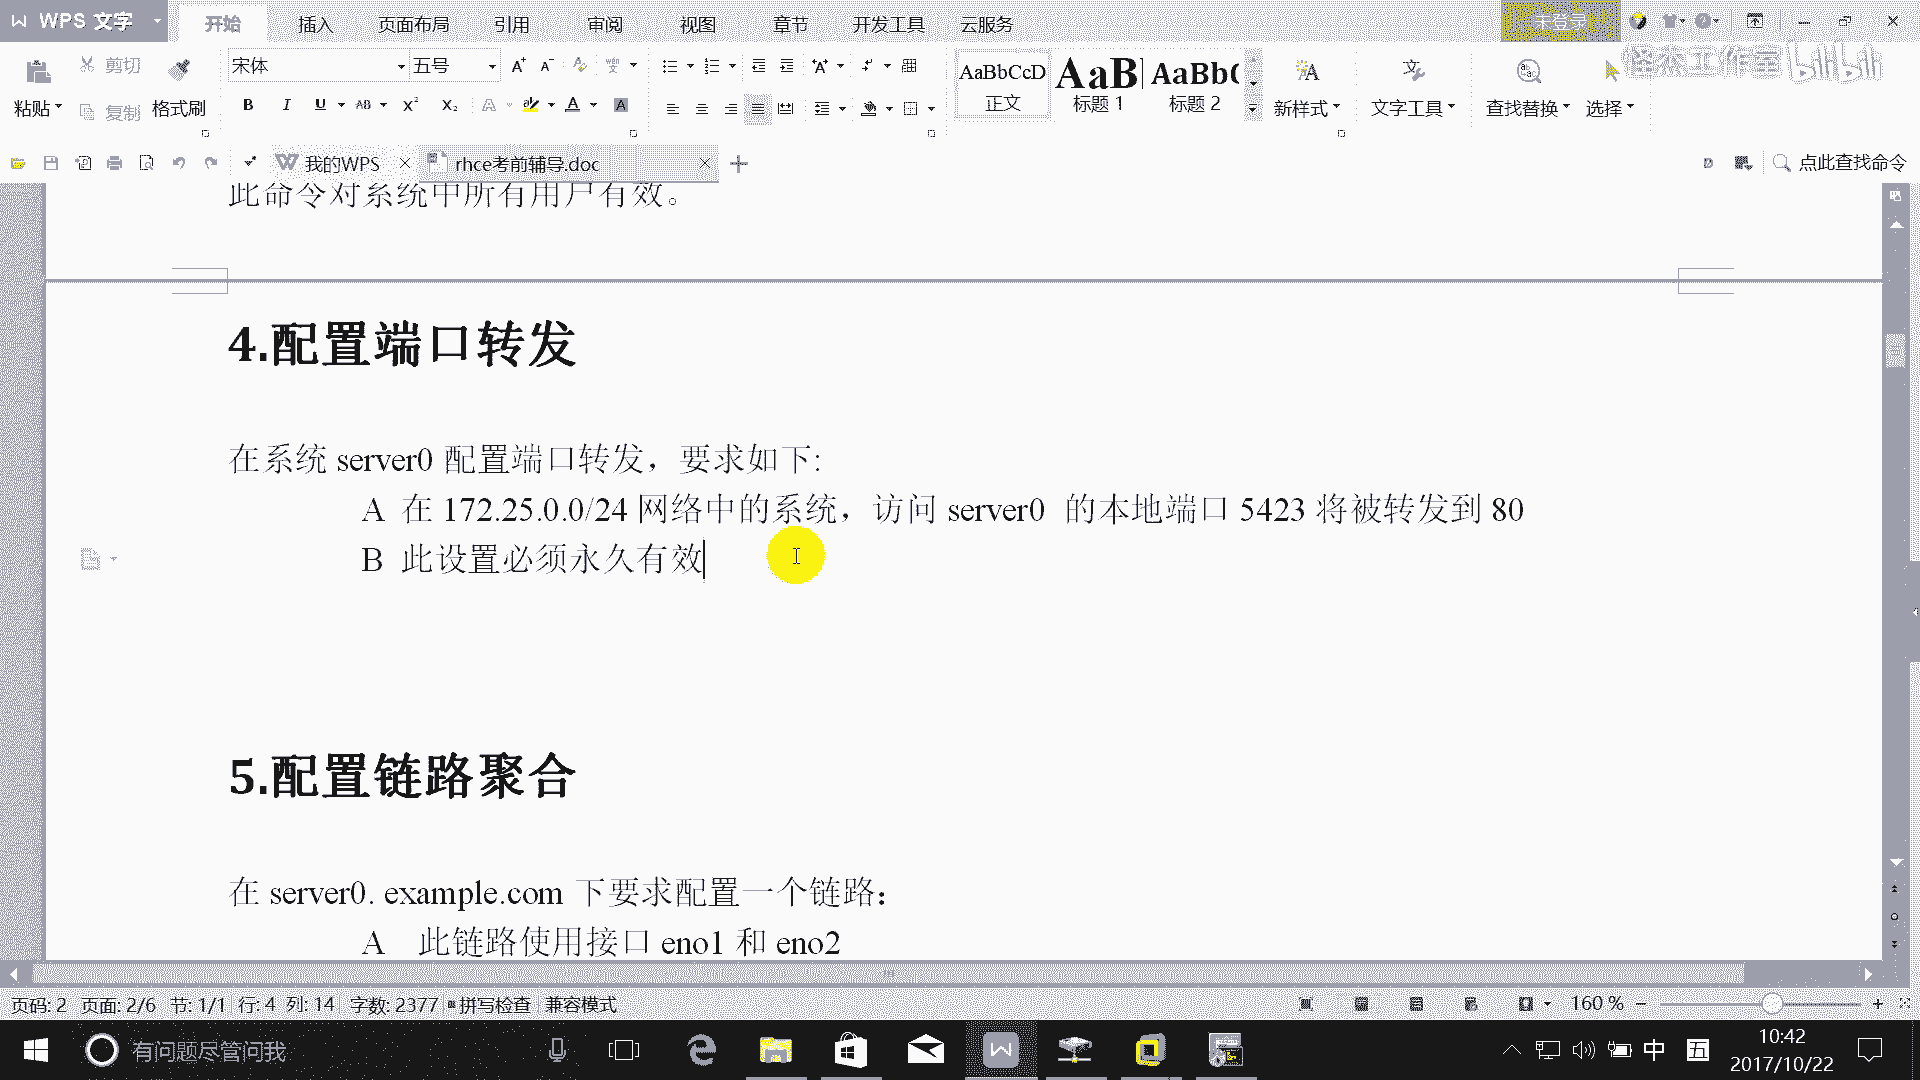 WPS 文字
开始 插入 页面布局 引用 审阅 视图 章节 开发工具 云服务 未登录
怪杰工作室 bilibili
剪切 宋体 五号 AaBbCcD AaB AaBb(
粘贴 复制 格式刷 正文 标题 1 标题 2 新样式 文字工具 查找替换 选择
我的WPS rhce考前辅导.doc 点此查找命令
此命令对系统中所有用户有效。
4.配置端口转发
在系统 server0 配置端口转发，要求如下:
A 在 172.25.0.0/24 网络中的系统，访问 server0 的本地端口 5423 将被转发到 80
B 此设置必须永久有效
5.配置链路聚合
在 server0. example.com 下要求配置一个链路：
A 此链路使用接口 eno1 和 eno2
页码: 2 页面: 2/6 节: 1/1 行: 4 列: 14 字数: 2377 拼写检查 兼容模式 160 %
有问题尽管问我 中 五 10:42
2017/10/22